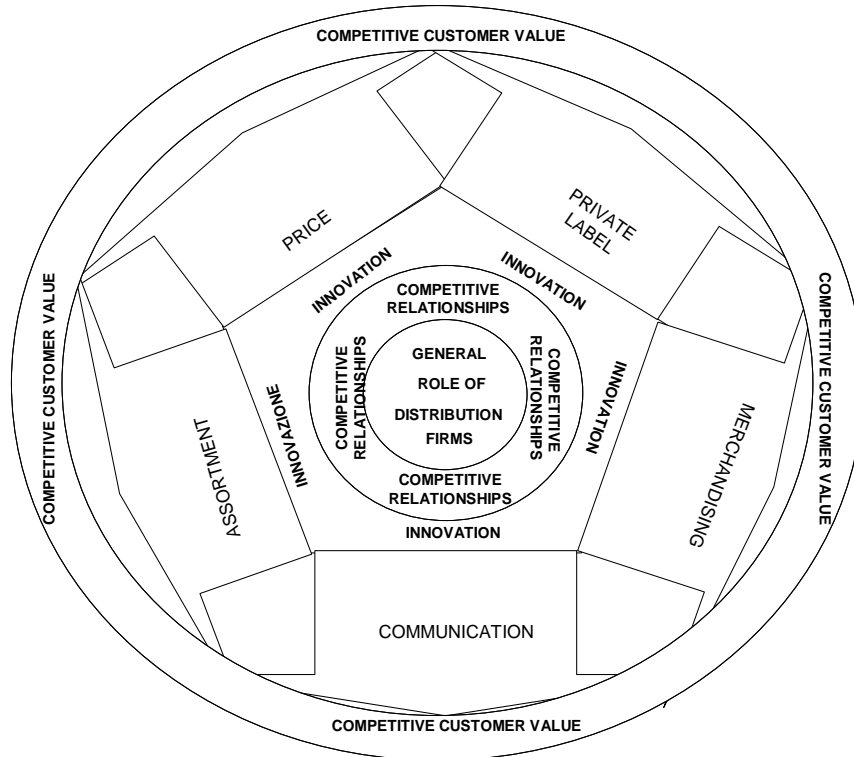 COMPETITIVE CUSTOMER VALUE
PRICE
PRIVATE
LABEL
INNOVATION
INNOVATION
COMPETITIVE
RELATIONSHIPS
COMPETITIVE CUSTOMER VALUE
COMPETITIVE CUSTOMER VALUE
GENERAL
ROLE OF
DISTRIBUTION
FIRMS
COMPETITIVE
RELATIONSHIPS
COMPETITIVE
RELATIONSHIPS
INNOVATION
INNOVAZIONE
ASSORTMENT
MERCHANDISING
COMPETITIVE
RELATIONSHIPS
INNOVATION
COMMUNICATION
COMPETITIVE CUSTOMER VALUE